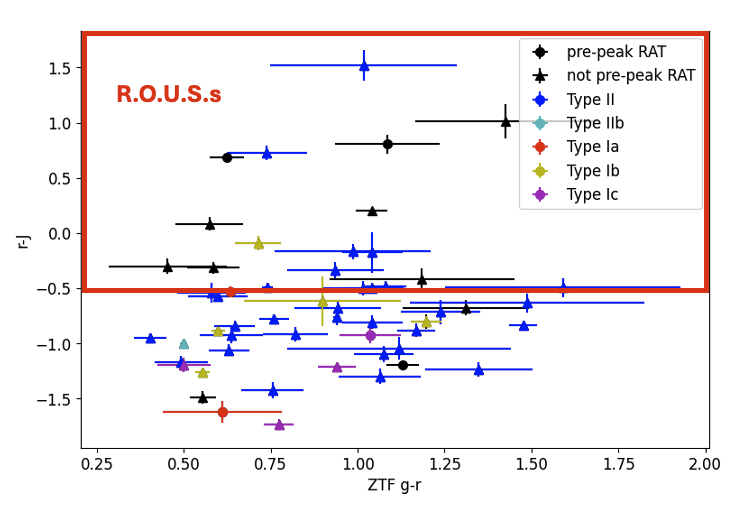 R.O.U.S.s
pre-peak RAT
not pre-peak RAT
Type II
Type IIb
Type Ia
Type Ib
Type Ic
1.5
1.0
0.5
0.0
−0.5
−1.0
−1.5
r-J
0.25 0.50 0.75 1.00 1.25 1.50 1.75 2.00
ZTF g-r